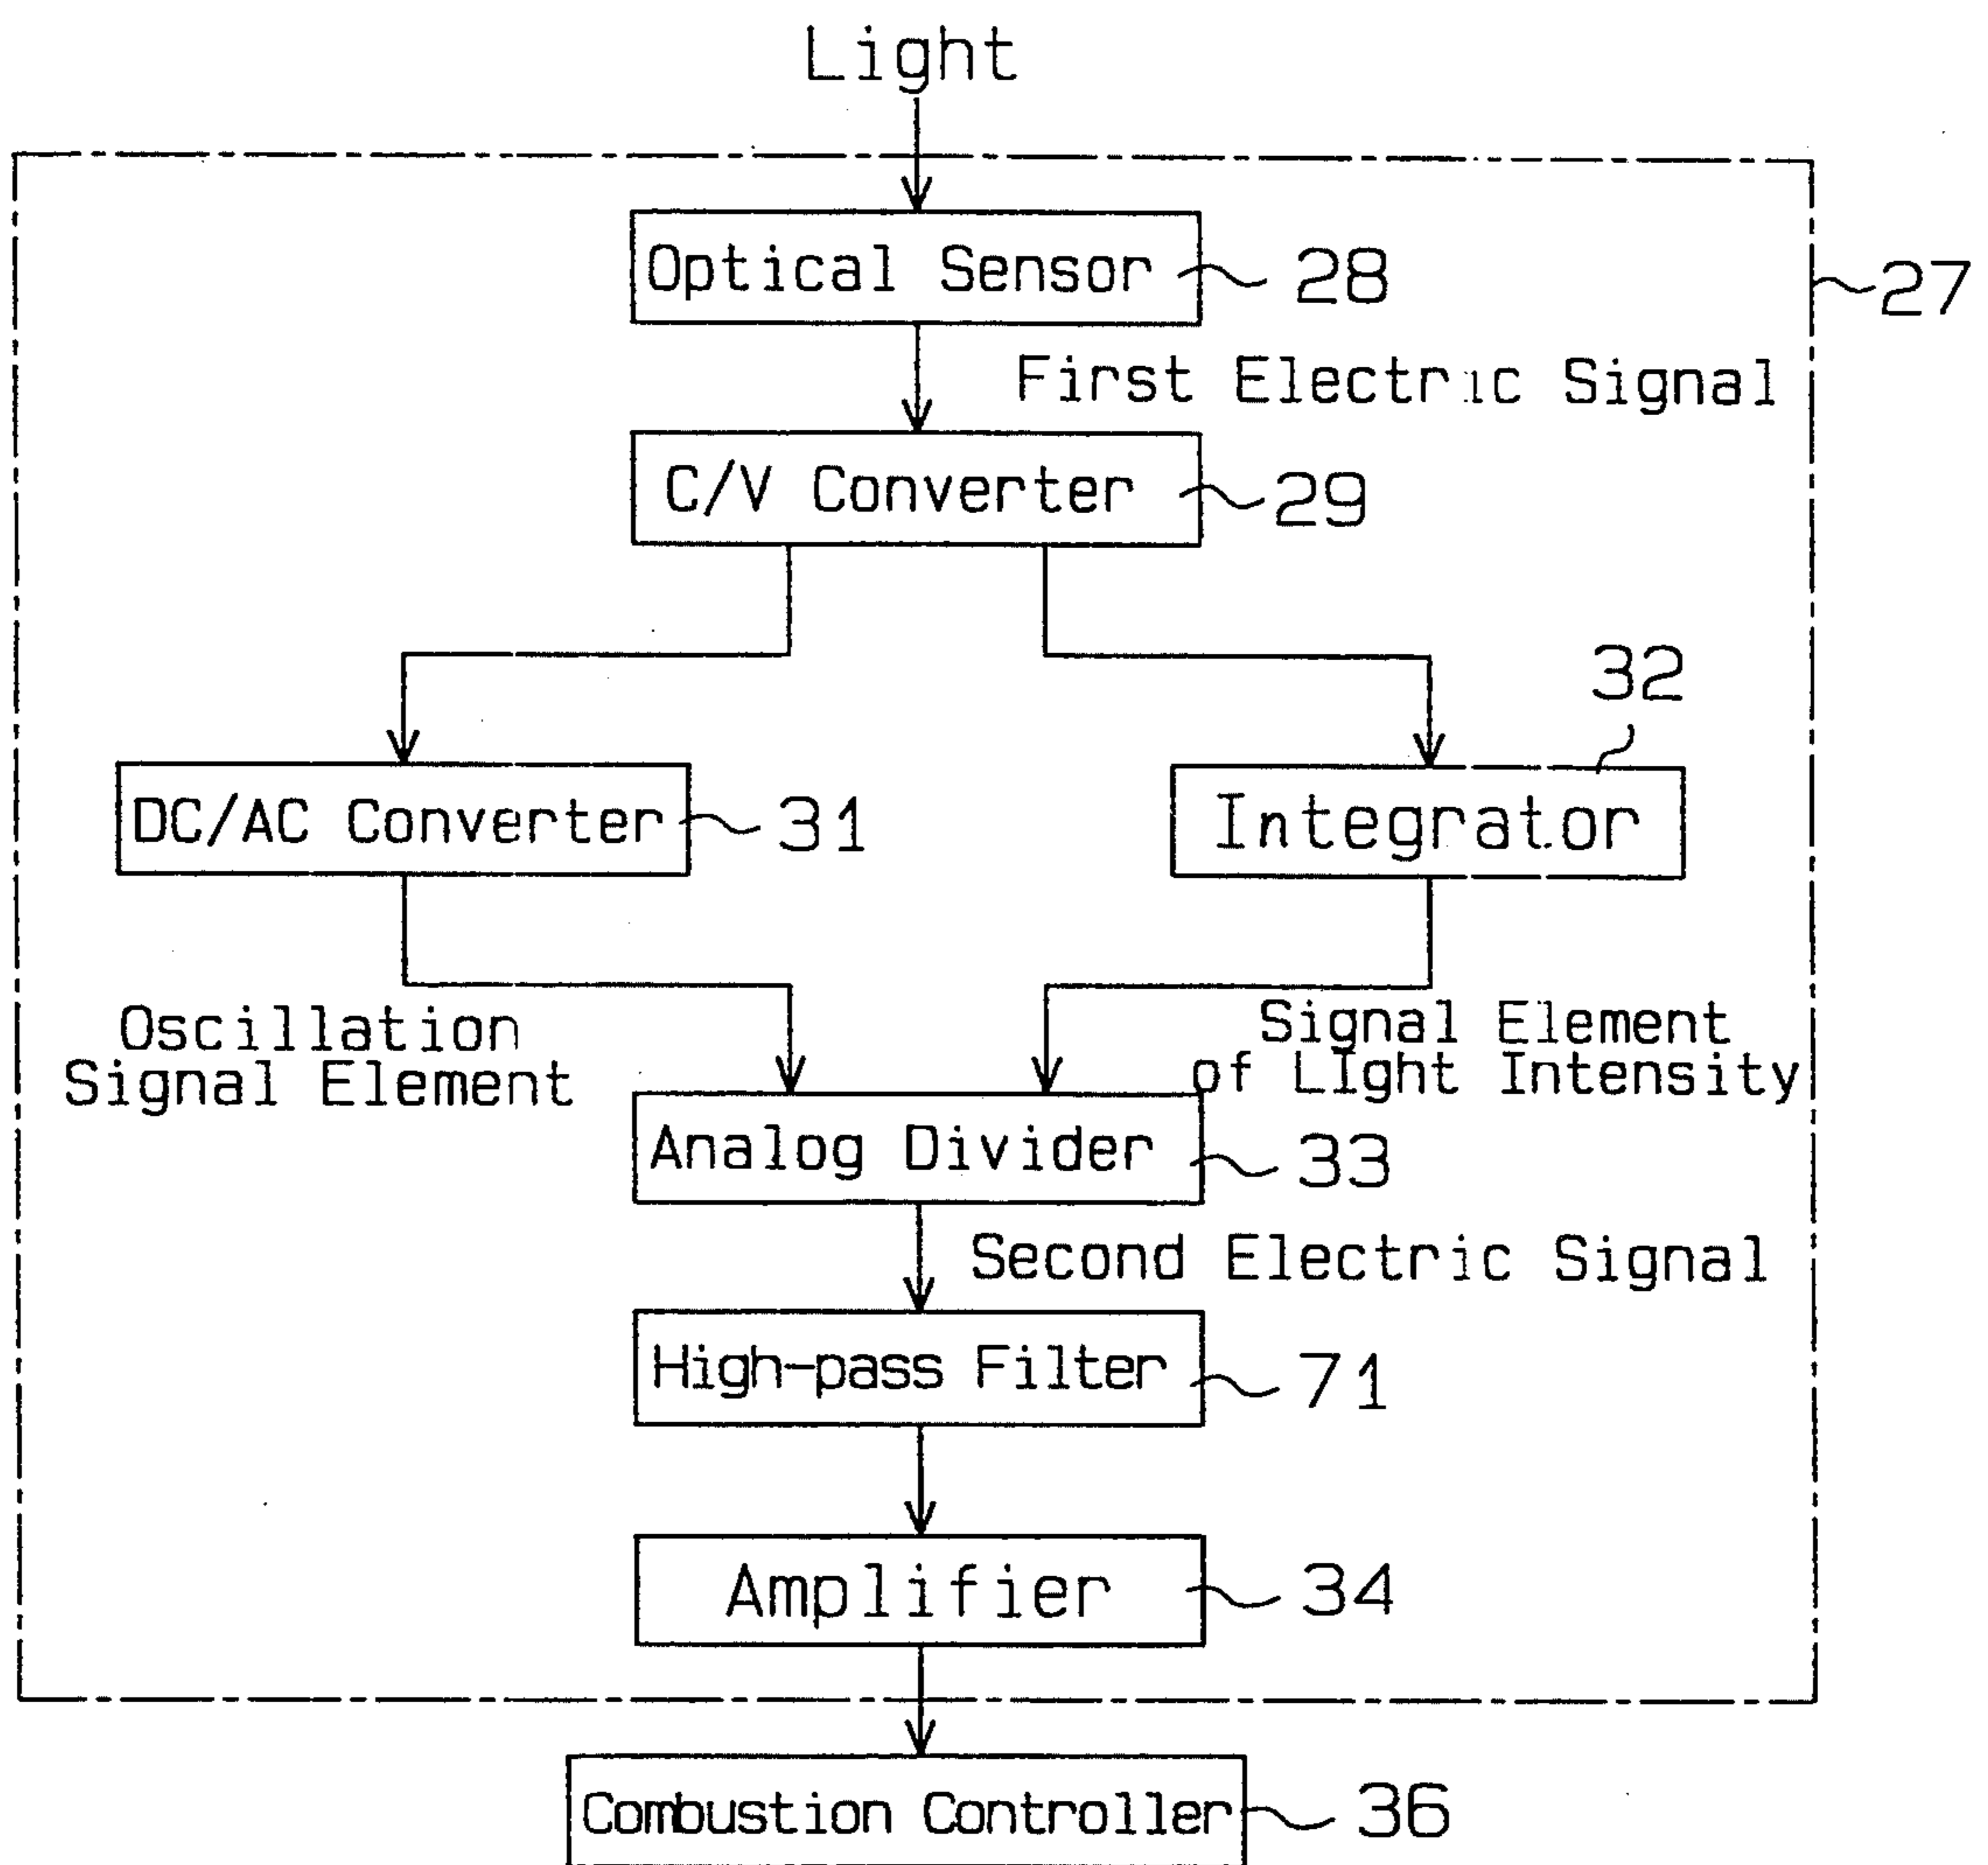 Light
Optical Sensor
28
27
First Electric Signal
C/V Converter
29
32
DC/AC Converter
31
Integrator
Oscillation
Signal Element
Signal Element
of LIght Intensity
Analog Divider
33
Second Electric Signal
High-pass Filter
71
Amplifier
34
Combustion Controller
36